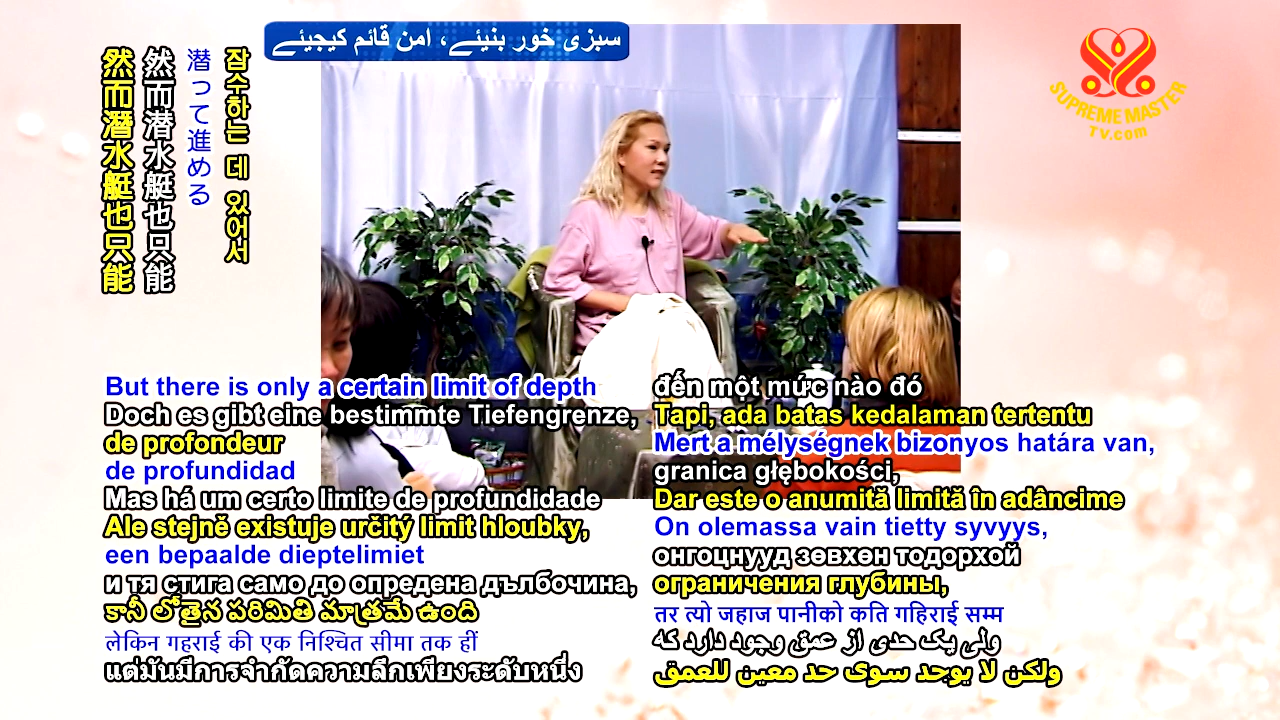 سبزی خور بنیئے، امن قائم کیجیئے
SUPREME MASTER
TV.com
잠수하는 데 있어서
潜って進める
然而潜水艇也只能
然而潛水艇也只能
But there is only a certain limit of depth
Doch es gibt eine bestimmte Tiefengrenze,
de profondeur
de profundidad
Mas há um certo limite de profundidade
Ale stejně existuje určitý limit hloubky,
een bepaalde dieptelimiet
и тя стига само до опредена дълбочина,
కానీ లోతైన పరిమితి మాత్రమే ఉంది
लेकिन गहराई की एक निश्चित सीमा तक हीं
แต่มันมีการจำกัดความลึกเพียงระดับหนึ่ง
đến một mức nào đó
Tapi, ada batas kedalaman tertentu
Mert a mélységnek bizonyos határa van,
granica głębokości,
Dar este o anumită limită în adâncime
On olemassa vain tietty syvyys,
онгоцнууд зөвхөн тодорхой
ограничения глубины,
तर त्यो जहाज पानीको कति गहिराई सम्म
ولی یک حدی از عمق وجود دارد که
ولكن لا يوجد سوى حد معين للعمق